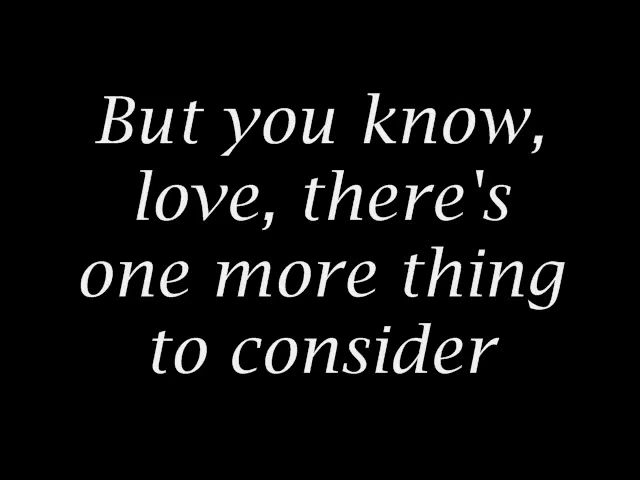 But you know,
love, there's
one more thing
to consider